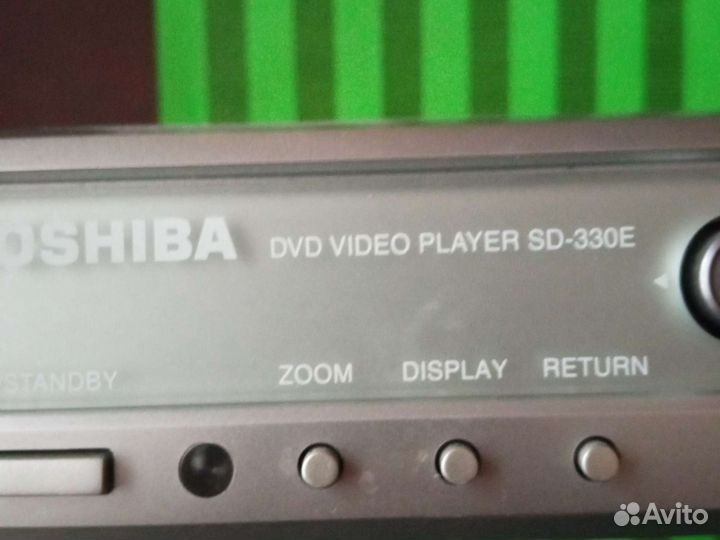 OSHIBA DVD VIDEO PLAYER SD-330E
STANDBY ZOOM DISPLAY RETURN
Avito